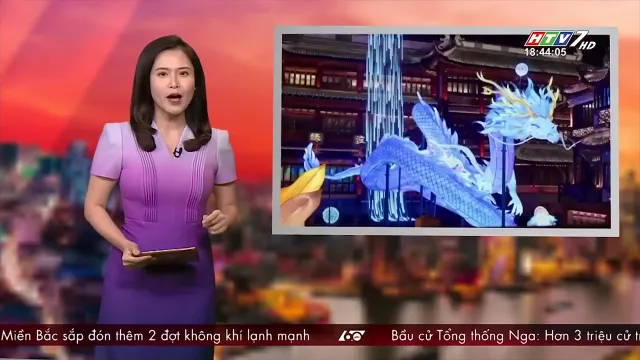 HTV7 HD
18:44:05
Miền Bắc sắp đón thêm 2 đợt không khí lạnh mạnh 60 Bầu cử Tổng thống Nga: Hơn 3 triệu cử t